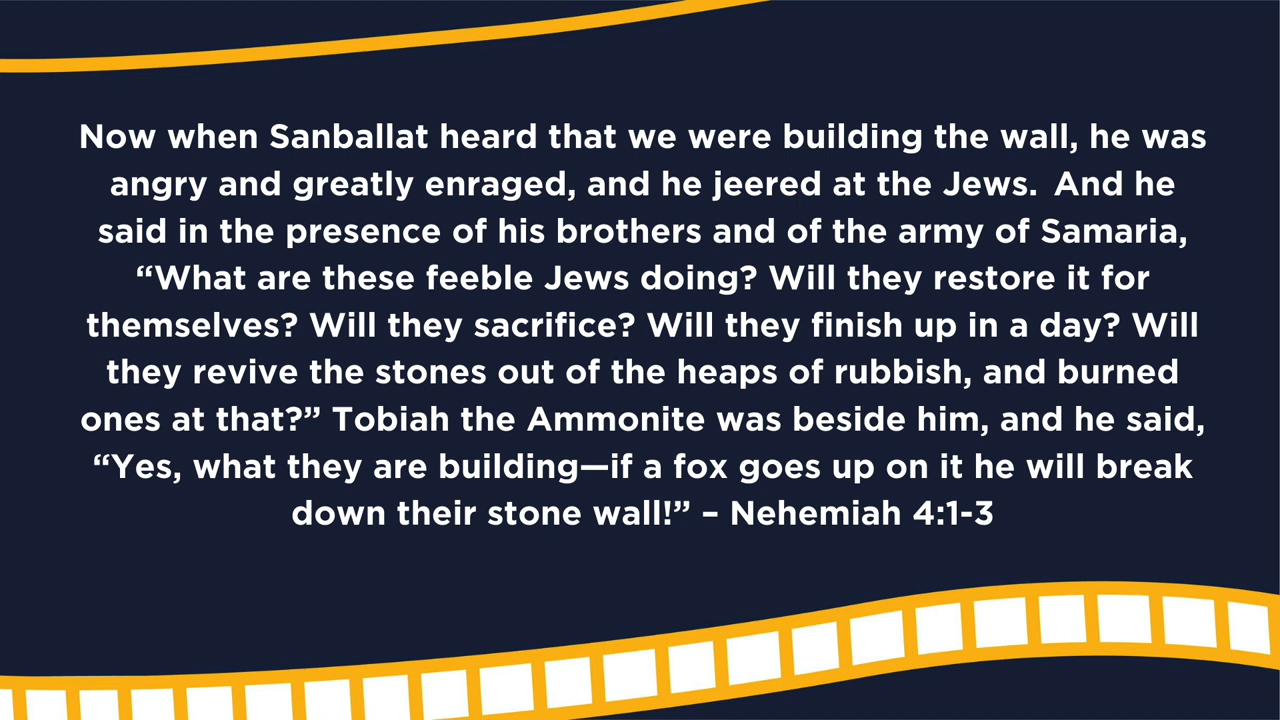 Now when Sanballat heard that we were building the wall, he was
angry and greatly enraged, and he jeered at the Jews. And he
said in the presence of his brothers and of the army of Samaria,
“What are these feeble Jews doing? Will they restore it for
themselves? Will they sacrifice? Will they finish up in a day? Will
they revive the stones out of the heaps of rubbish, and burned
ones at that?” Tobiah the Ammonite was beside him, and he said,
“Yes, what they are building—if a fox goes up on it he will break
down their stone wall!” – Nehemiah 4:1-3